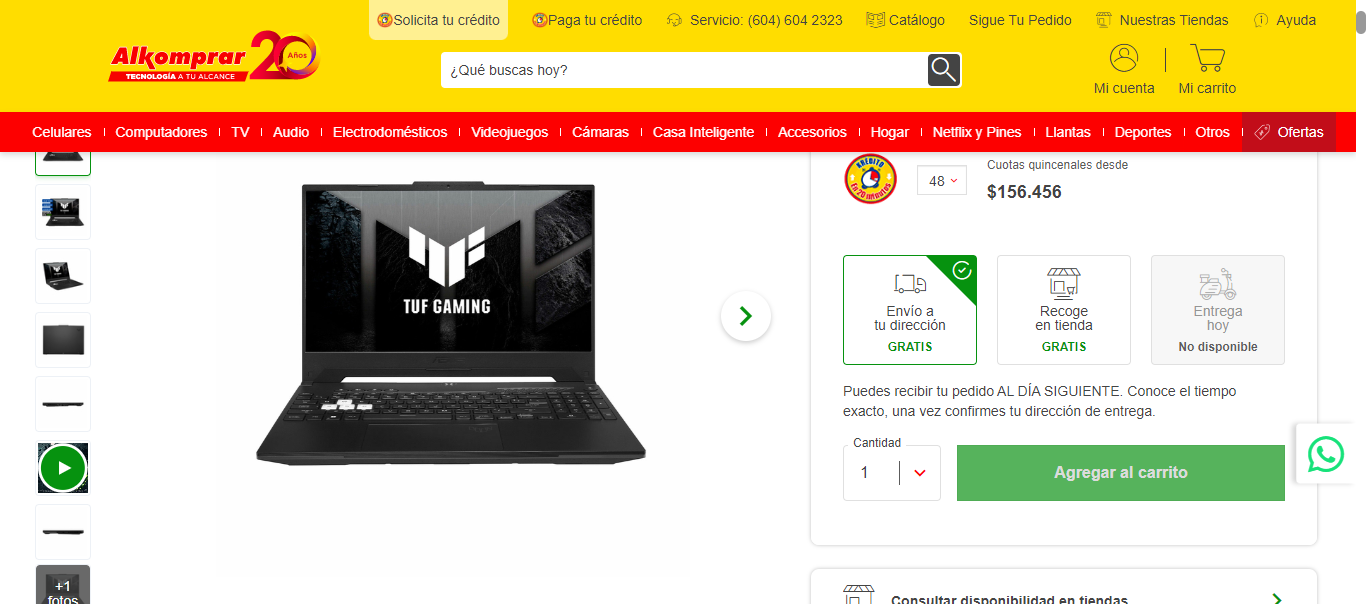 Solicita tu crédito
Paga tu crédito
Servicio: (604) 604 2323
Catálogo
Sigue Tu Pedido
Nuestras Tiendas
Ayuda
Alkomprar 20 Años
TECNOLOGÍA A TU ALCANCE
¿Qué buscas hoy?
Mi cuenta
Mi carrito
Celulares
Computadores
TV
Audio
Electrodomésticos
Videojuegos
Cámaras
Casa Inteligente
Accesorios
Hogar
Netflix y Pines
Llantas
Deportes
Otros
Ofertas
TUF GAMING
+1
fotos
KRÉDITO
En 20 minutos
48
Cuotas quincenales desde
$156.456
Envío a
tu dirección
GRATIS
Recoge
en tienda
GRATIS
Entrega
hoy
No disponible
Puedes recibir tu pedido AL DÍA SIGUIENTE. Conoce el tiempo
exacto, una vez confirmes tu dirección de entrega.
Cantidad
1
Agregar al carrito
Consultar disponibilidad en tiendas